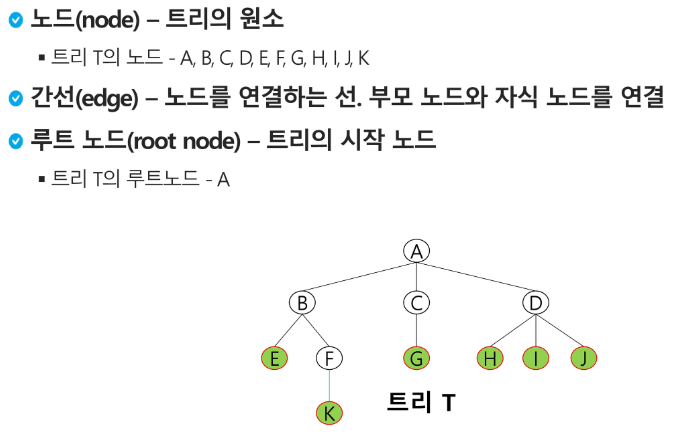 노드(node) – 트리의 원소
트리 T의 노드 - A, B, C, D, E, F, G, H, I, J, K
간선(edge) – 노드를 연결하는 선. 부모 노드와 자식 노드를 연결
루트 노드(root node) – 트리의 시작 노드
트리 T의 루트노드 - A
A
B C D
E F G H I J
K 트리 T